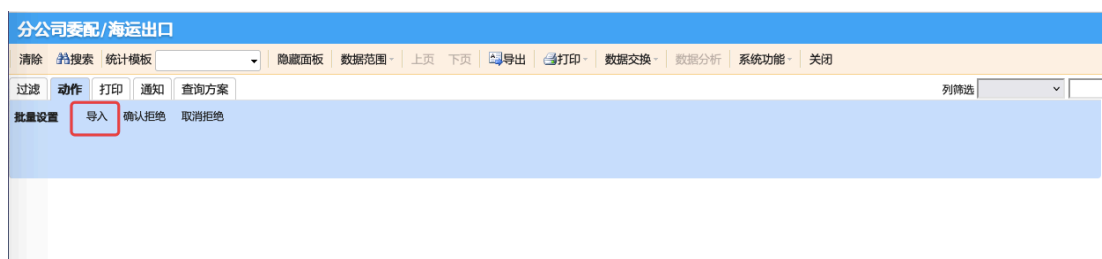 分公司委配/海运出口
清除 搜索 统计模板 隐藏面板 数据范围 上页 下页 导出 打印 数据交换 数据分析 系统功能 关闭
过滤 动作 打印 通知 查询方案 列筛选
批量设置 导入 确认拒绝 取消拒绝